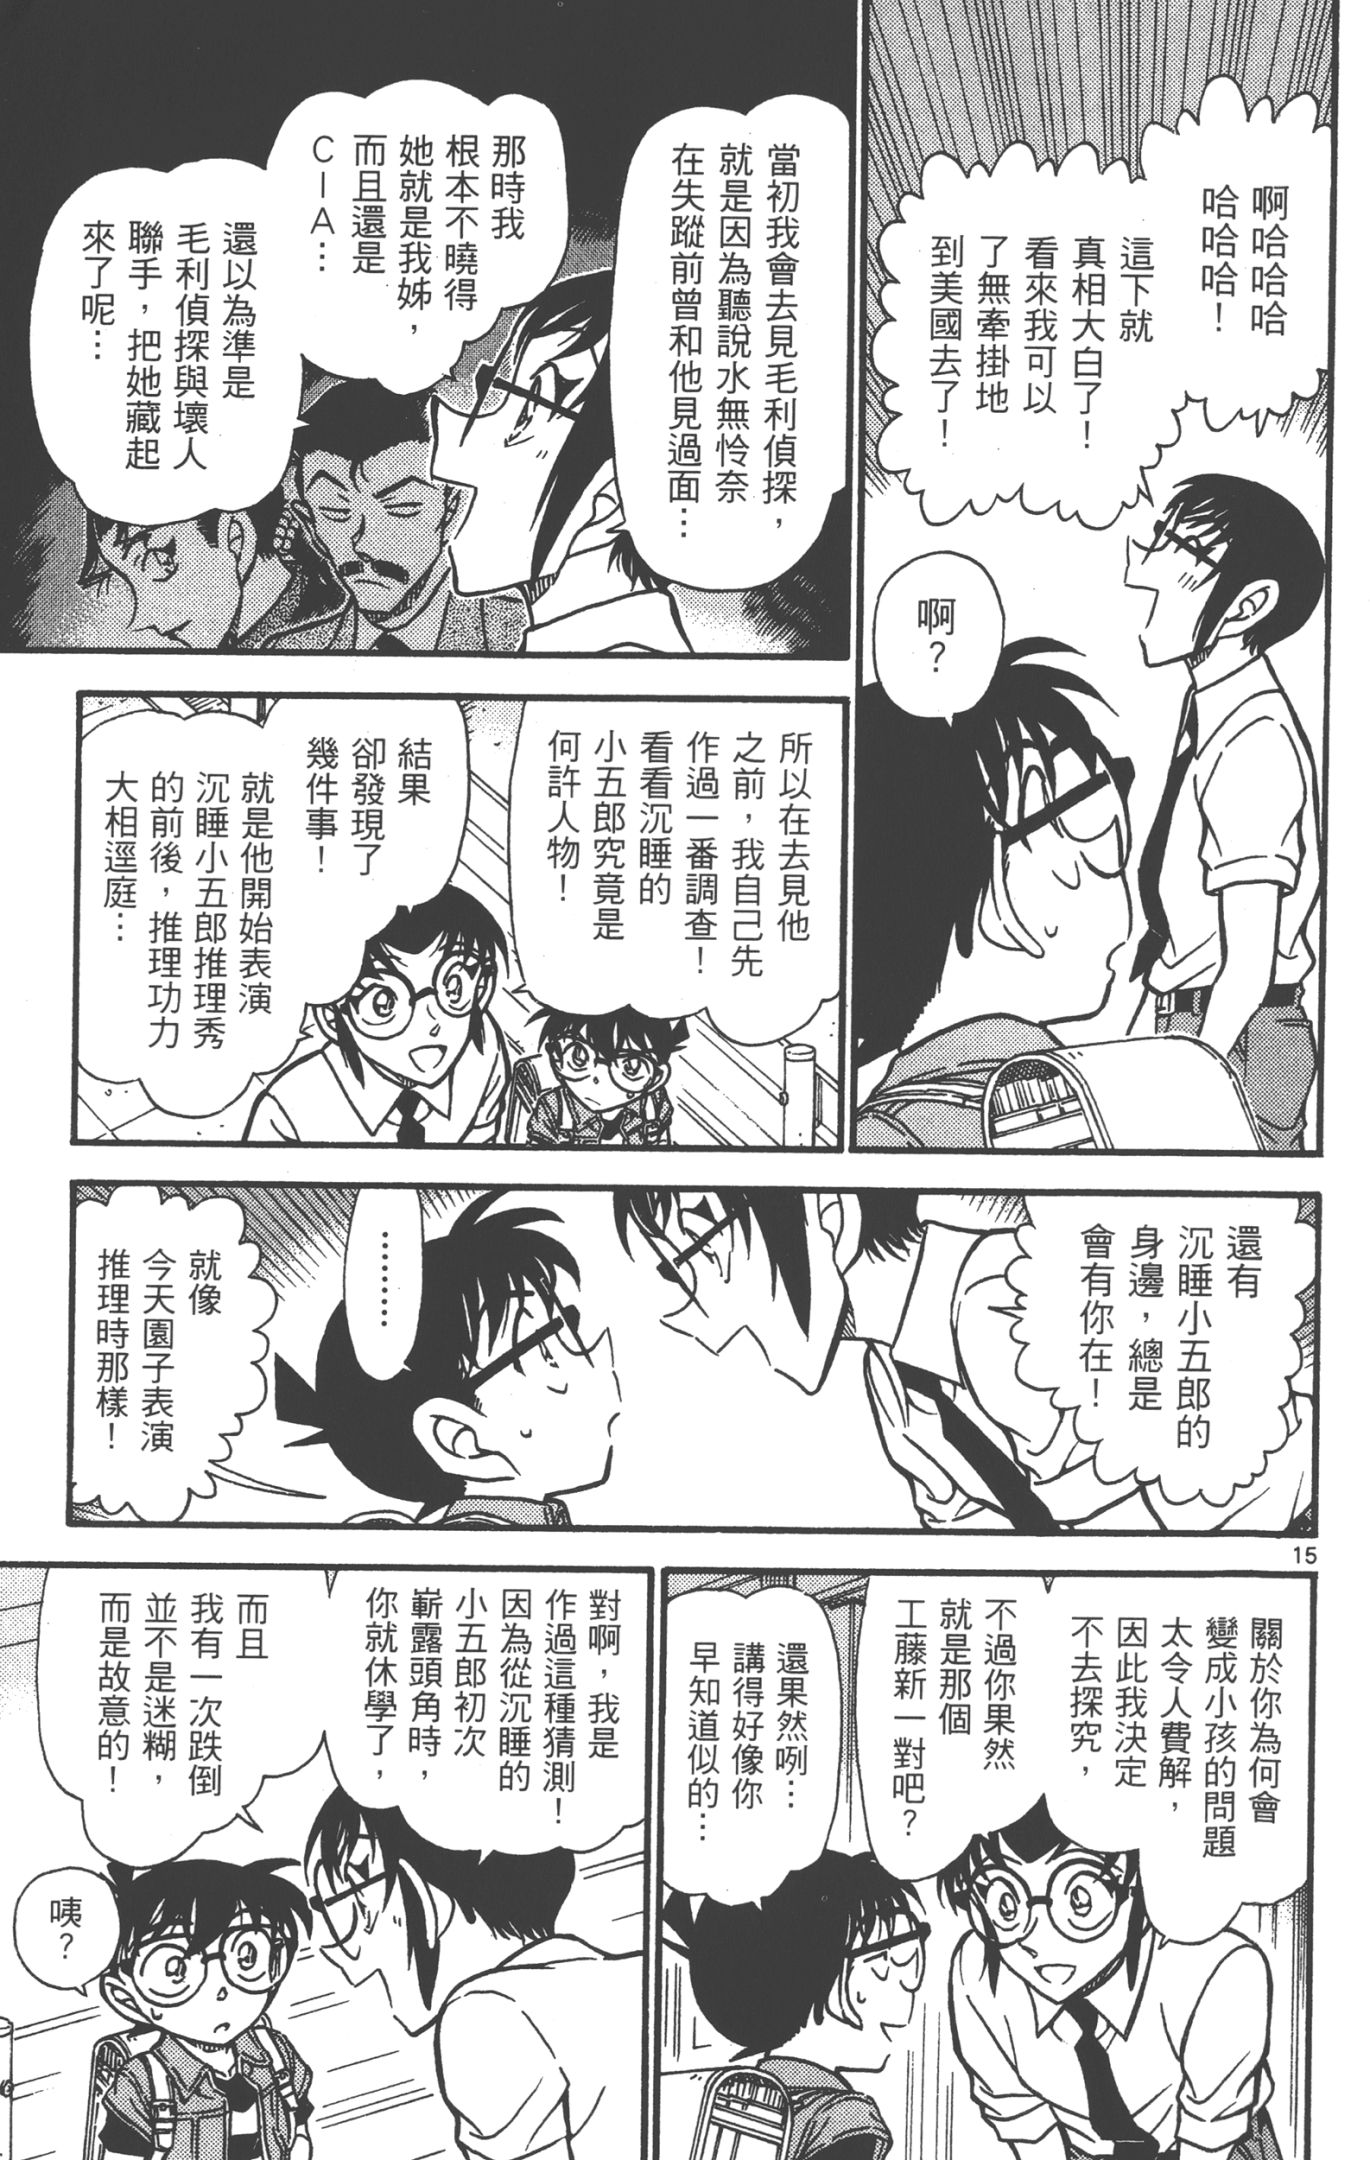 啊哈哈哈
哈哈哈！
這下就
真相大白了！
看來我可以
了無牽掛地
到美國去了！
啊？
當初我會去見毛利偵探，
就是因為聽說水無怜奈
在失蹤前曾和他見過面…
那時我
根本不曉得
她就是我姊，
而且還是
CIA…
還以為準是
毛利偵探與壞人
聯手，把她藏起
來了呢…
所以在去見他
之前，我自己先
作過一番調查！
看看沉睡的
小五郎究竟是
何許人物！
結果
卻發現了
幾件事！
就是他開始表演
沉睡小五郎推理秀
的前後，推理功力
大相逕庭…
還有
沉睡小五郎的
身邊，總是
會有你在！
………
就像
今天園子表演
推理時那樣！
15
關於你為何會
變成小孩的問題
太令人費解，
因此我決定
不去探究，
不過你果然
就是那個
工藤新一對吧？
還果然咧…
講得好像你
早知道似的…
對啊，我是
作過這種猜測！
因為從沉睡的
小五郎初次
嶄露頭角時，
你就休學了，
而且
我有一次跌倒
並不是迷糊，
而是故意的！
咦？